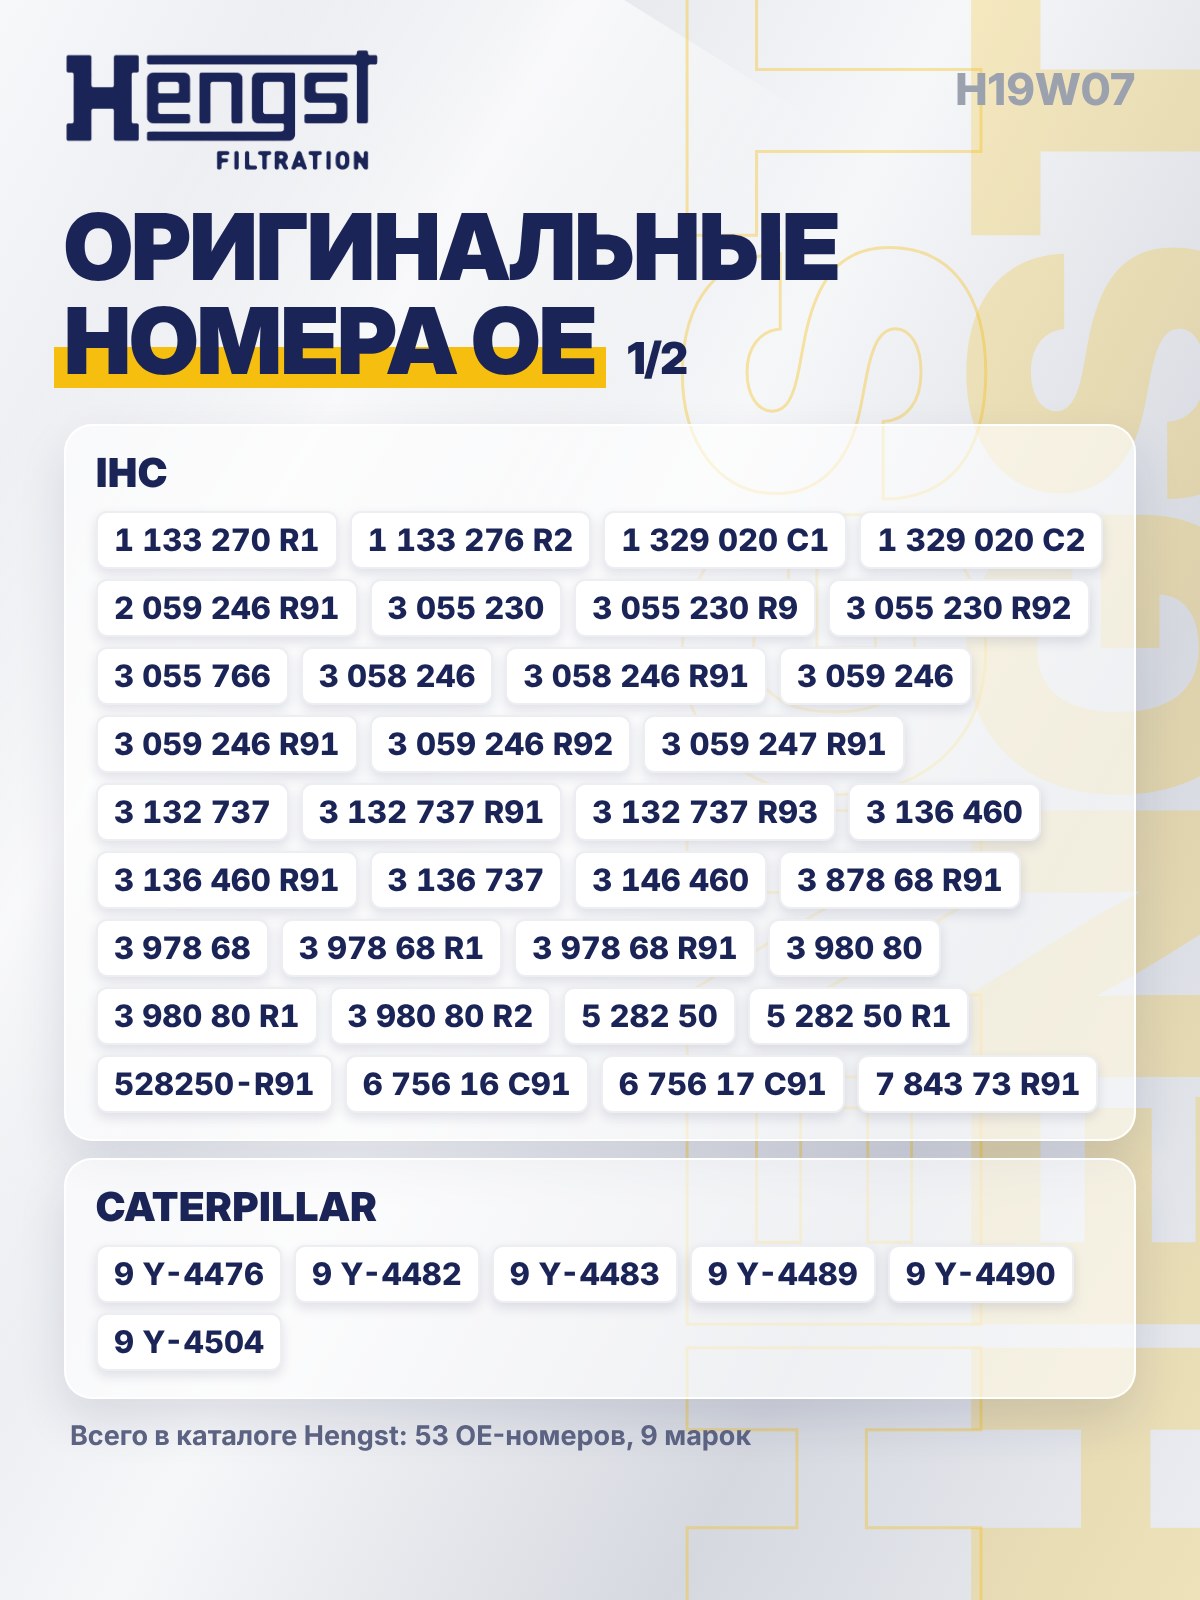 Hengst
FILTRATION
H19W07
ОРИГИНАЛЬНЫЕ
НОМЕРА OE 1/2
IHC
1 133 270 R1 1 133 276 R2 1 329 020 C1 1 329 020 C2
2 059 246 R91 3 055 230 3 055 230 R9 3 055 230 R92
3 055 766 3 058 246 3 058 246 R91 3 059 246
3 059 246 R91 3 059 246 R92 3 059 247 R91
3 132 737 3 132 737 R91 3 132 737 R93 3 136 460
3 136 460 R91 3 136 737 3 146 460 3 878 68 R91
3 978 68 3 978 68 R1 3 978 68 R91 3 980 80
3 980 80 R1 3 980 80 R2 5 282 50 5 282 50 R1
528250-R91 6 756 16 C91 6 756 17 C91 7 843 73 R91
CATERPILLAR
9 Y-4476 9 Y-4482 9 Y-4483 9 Y-4489 9 Y-4490
9 Y-4504
Всего в каталоге Hengst: 53 OE-номеров, 9 марок
HENGST
HENGST